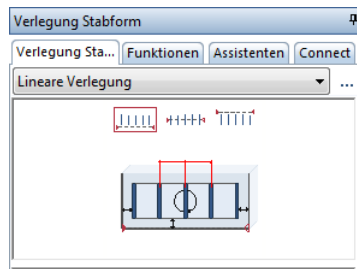 Verlegung Stabform
Verlegung Sta... Funktionen Assistenten Connect
Lineare Verlegung ...